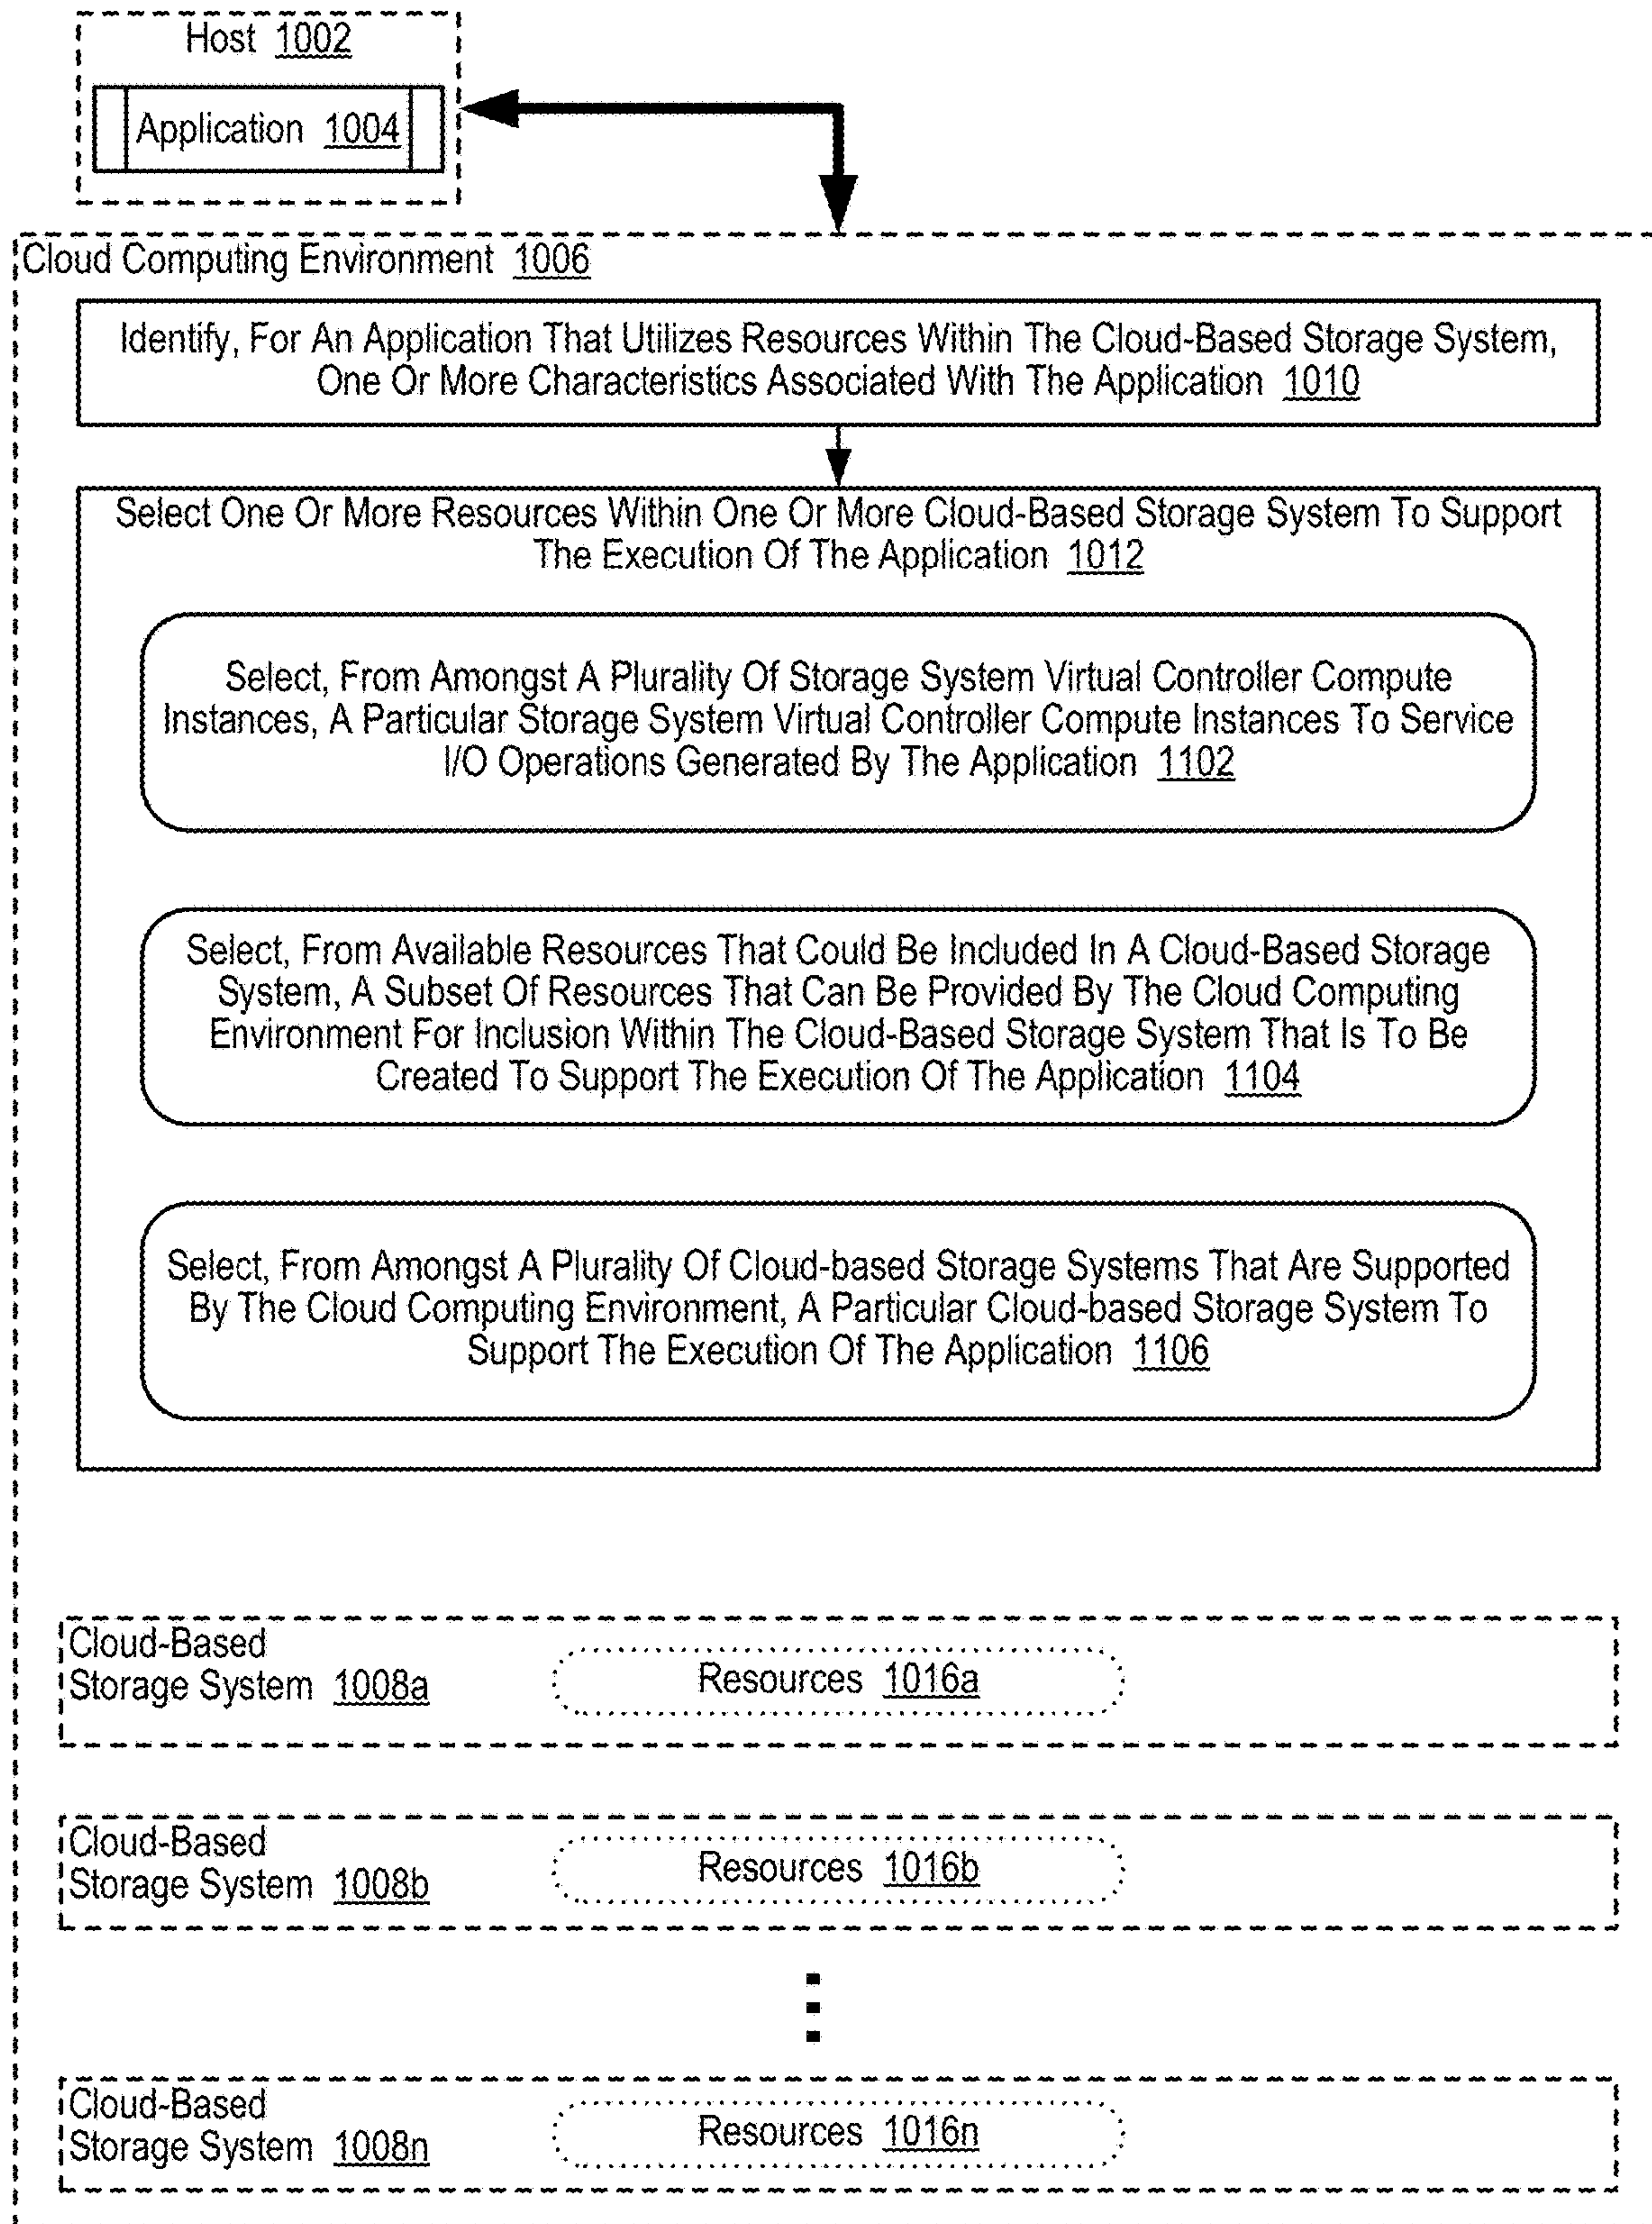 Host 1002
Application 1004
Cloud Computing Environment 1006
Identify, For An Application That Utilizes Resources Within The Cloud-Based Storage System,
One Or More Characteristics Associated With The Application 1010
Select One Or More Resources Within One Or More Cloud-Based Storage System To Support
The Execution Of The Application 1012
Select, From Amongst A Plurality Of Storage System Virtual Controller Compute
Instances, A Particular Storage System Virtual Controller Compute Instances To Service
I/O Operations Generated By The Application 1102
Select, From Available Resources That Could Be Included In A Cloud-Based Storage
System, A Subset Of Resources That Can Be Provided By The Cloud Computing
Environment For Inclusion Within The Cloud-Based Storage System That Is To Be
Created To Support The Execution Of The Application 1104
Select, From Amongst A Plurality Of Cloud-based Storage Systems That Are Supported
By The Cloud Computing Environment, A Particular Cloud-based Storage System To
Support The Execution Of The Application 1106
Cloud-Based
Storage System 1008a
Resources 1016a
Cloud-Based
Storage System 1008b
Resources 1016b
Cloud-Based
Storage System 1008n
Resources 1016n